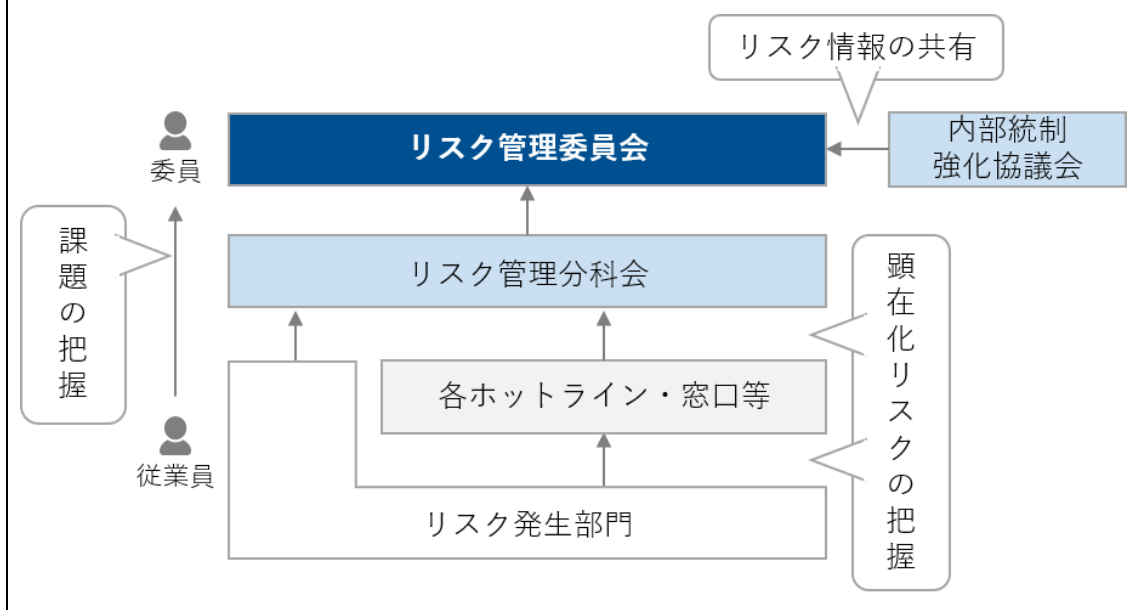 リスク情報の共有
委員
リスク管理委員会
内部統制
強化協議会
課題の把握
リスク管理分科会
顕在化リスクの把握
各ホットライン・窓口等
従業員
リスク発生部門